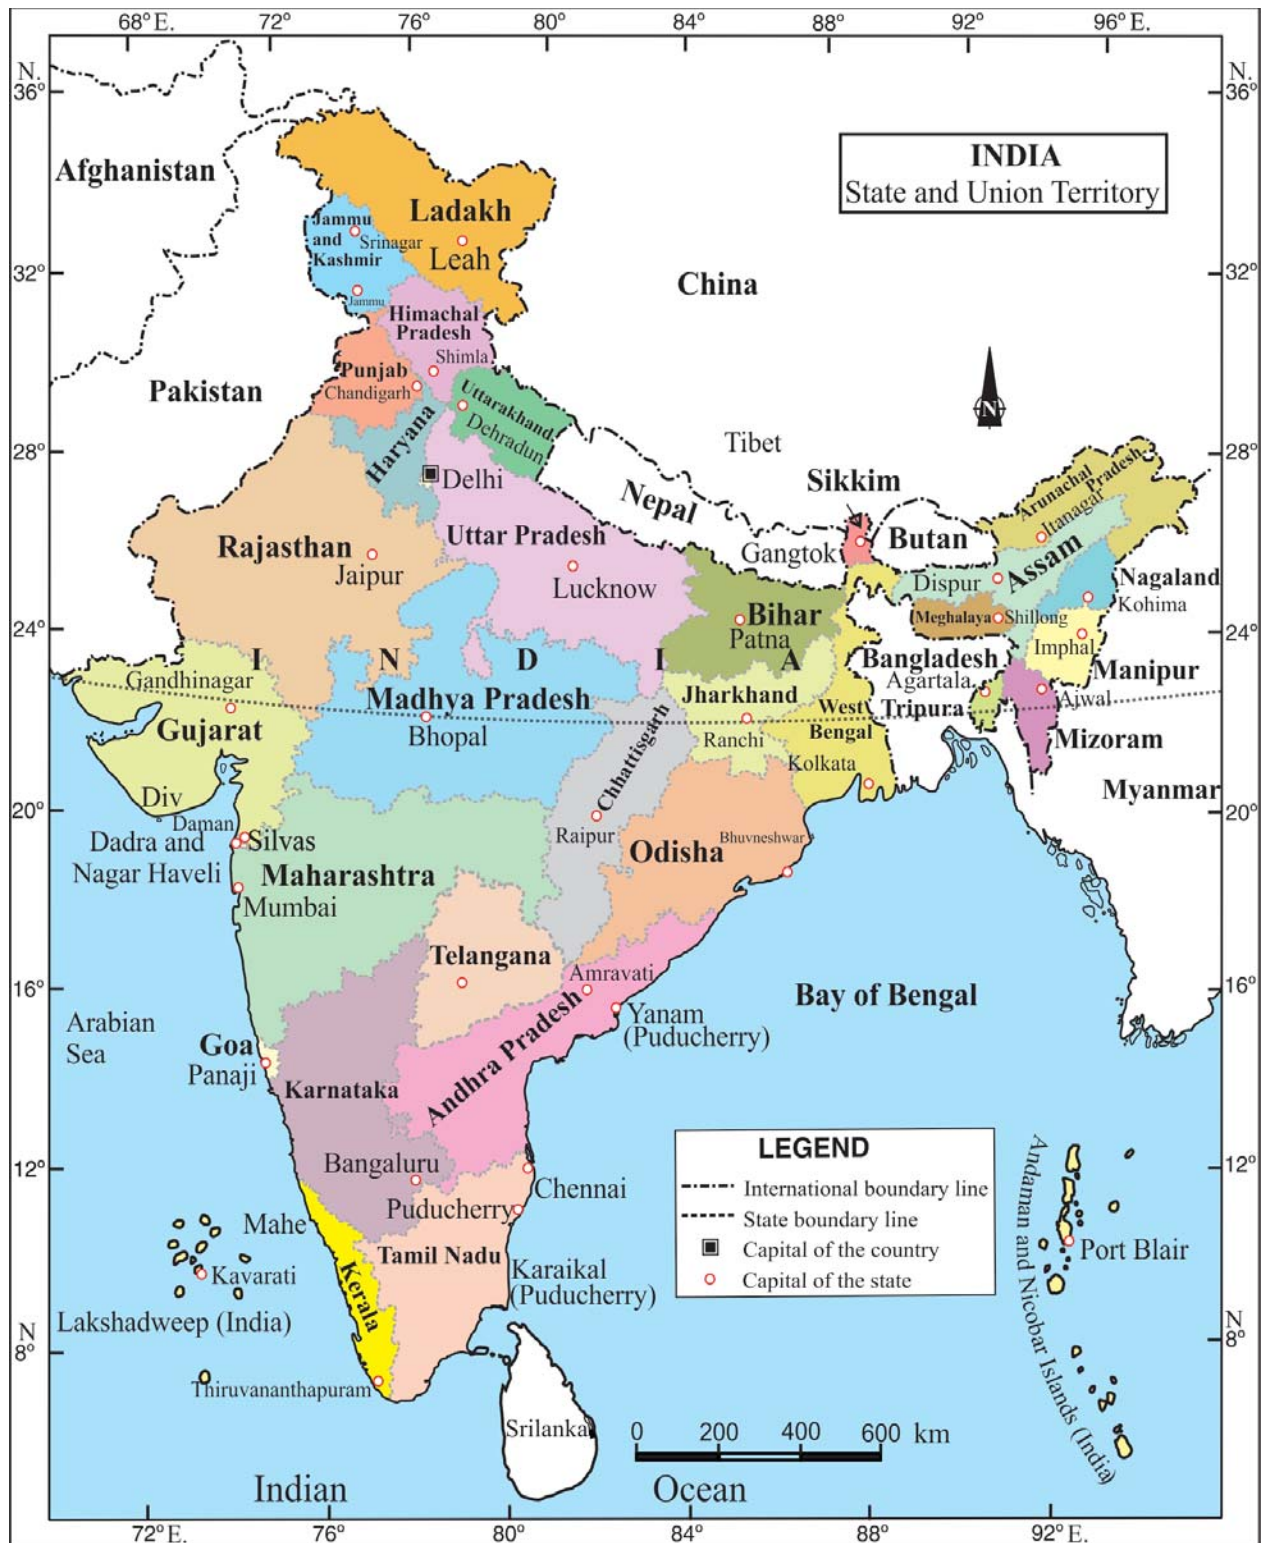 68° E.
72°
76°
80°
84°
88°
92°
96° E.
N.
N.
36°
36°
INDIA
State and Union Territory
Afghanistan
Ladakh
Leah
Jammu
and
Kashmir
Srinagar
Jammu
32°
32°
China
Himachal
Pradesh
Shimla
Pakistan
Punjab
Chandigarh
Uttarakhand
Dehradun
N
Haryana
Tibet
28°
28°
Delhi
Nepal
Sikkim
Gangtok
Butan
Arunachal Pradesh
Itanagar
Rajasthan
Jaipur
Uttar Pradesh
Lucknow
Dispur
Assam
Nagaland
Kohima
Bihar
Patna
Meghalaya
Shillong
24°
24°
Imphal
Manipur
I N D I A
Bangladesh
Agartala
Tripura
Ajwal
Mizoram
Gandhinagar
Gujarat
Madhya Pradesh
Bhopal
Jharkhand
Ranchi
West
Bengal
Kolkata
Chhattisgarh
Raipur
Myanmar
Div
20°
20°
Daman
Silvas
Dadra and
Nagar Haveli
Maharashtra
Mumbai
Odisha
Bhuvneshwar
Telangana
Amravati
16°
16°
Bay of Bengal
Yanam
(Puducherry)
Arabian
Sea
Goa
Panaji
Andhra Pradesh
Karnataka
LEGEND
International boundary line
State boundary line
Capital of the country
Capital of the state
12°
12°
Bangaluru
Chennai
Puducherry
Mahe
Tamil Nadu
Karaikal
(Puducherry)
Kerala
Kavarati
Lakshadweep (India)
Port Blair
Andaman and Nicobar Islands (India)
N
N
8°
8°
Thiruvananthapuram
Srilanka
0 200 400 600 km
Indian Ocean
72° E.
76°
80°
84°
88°
92° E.